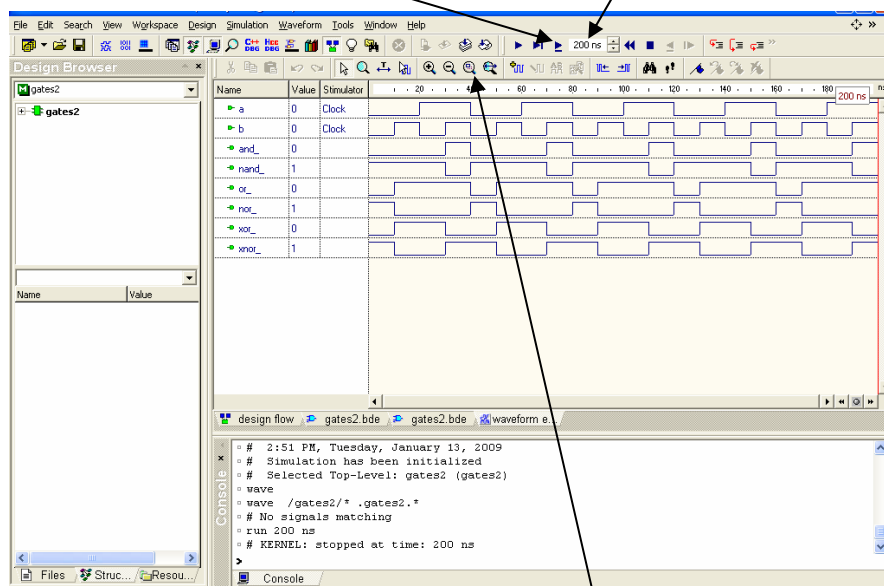 File Edit Search View Workspace Design Simulation Waveform Tools Window Help
C++ DBG HDE DBG 200 ns
Design Browser
gates2
gates2
Name Value
Files Struc... Resou...
Name Value Stimulator 20 40 60 80 100 120 140 160 180 ns
200 ns
a 0 Clock
b 0 Clock
and_ 0
nand_ 1
or_ 0
nor_ 1
xor_ 0
xnor_ 1
design flow gates2.bde gates2.bde waveform e...
Console
# 2:51 PM, Tuesday, January 13, 2009
# Simulation has been initialized
# Selected Top-Level: gates2 (gates2)
wave
wave /gates2/* .gates2.*
# No signals matching
run 200 ns
# KERNEL: stopped at time: 200 ns
>
Console